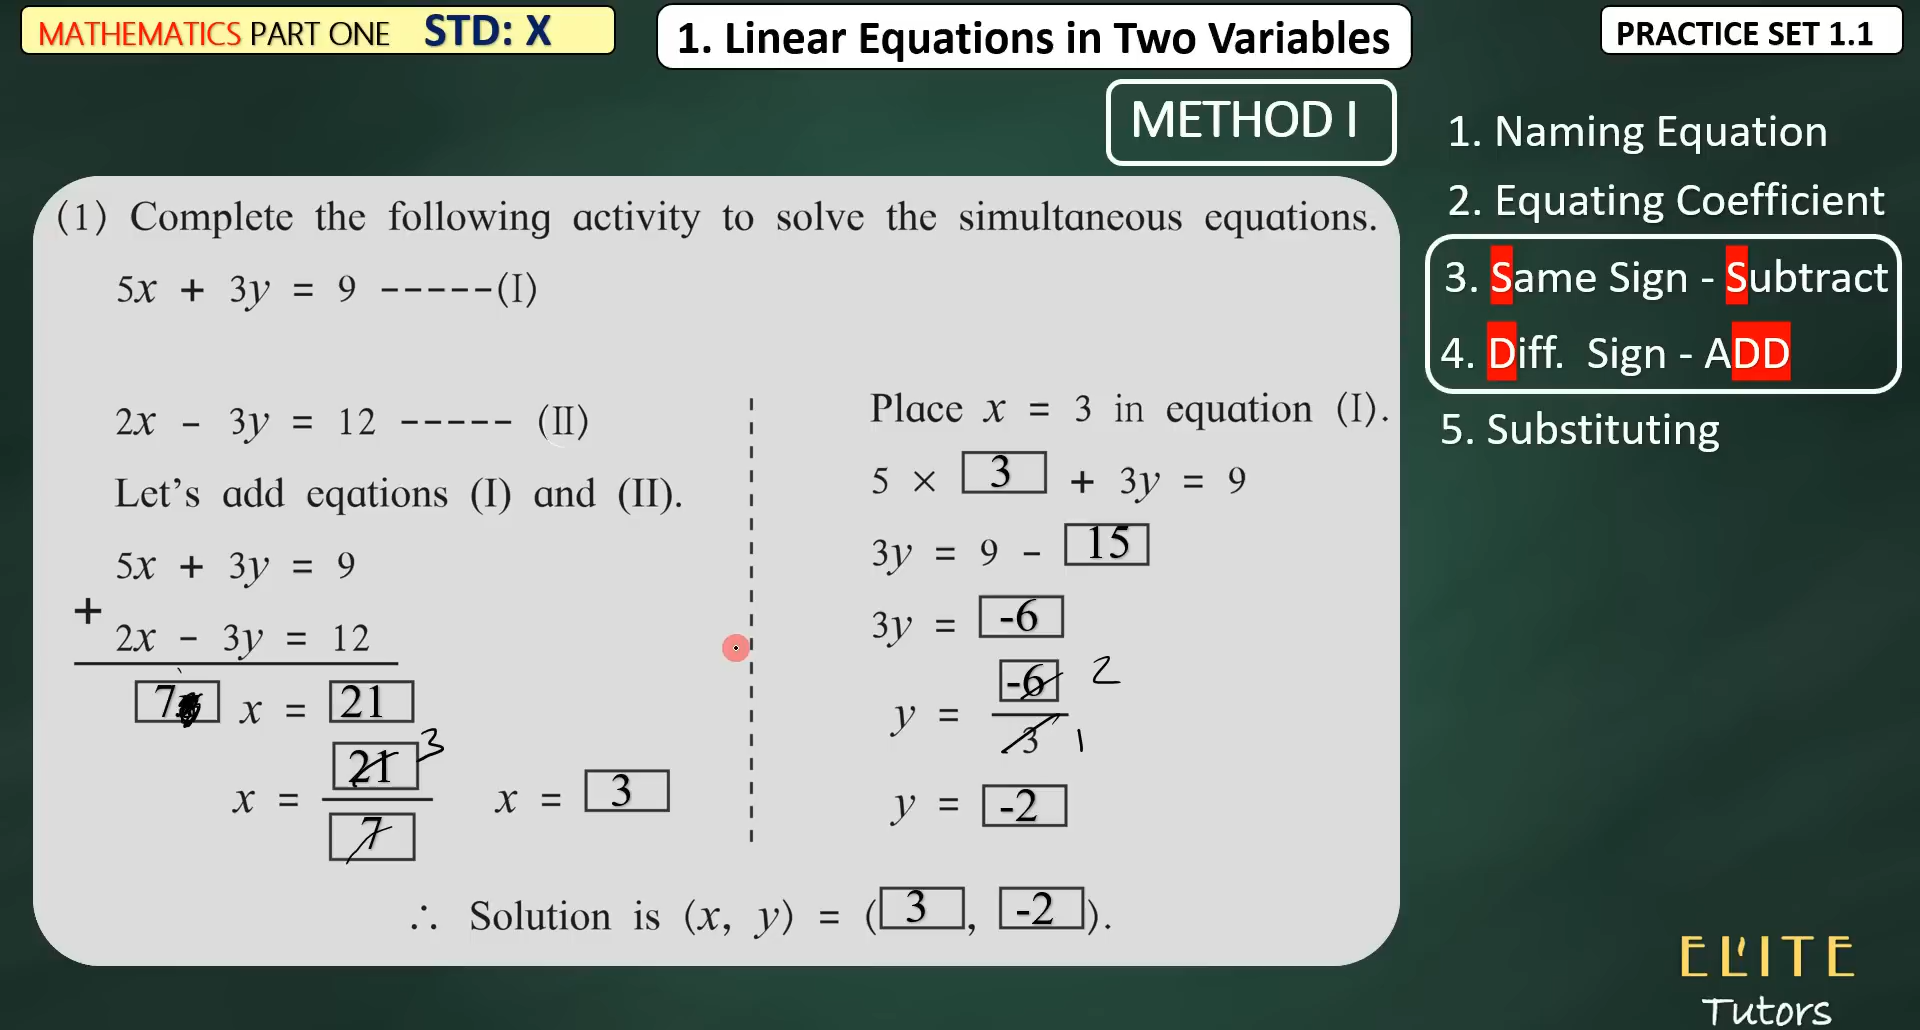 MATHEMATICS PART ONE STD: X
1. Linear Equations in Two Variables
PRACTICE SET 1.1
METHOD I
(1) Complete the following activity to solve the simultaneous equations.
5x + 3y = 9 -----(I)
2x - 3y = 12 ----- (II)
Let's add eqations (I) and (II).
5x + 3y = 9
+
2x - 3y = 12
7 x = 21
x = 21 3
7
x = 3
Place x = 3 in equation (I).
5 × 3 + 3y = 9
3y = 9 - 15
3y = -6
y = -6 2
3 1
y = -2
∴ Solution is (x, y) = (3, -2).
1. Naming Equation
2. Equating Coefficient
3. Same Sign - Subtract
4. Diff. Sign - ADD
5. Substituting
ELITE
Tutors